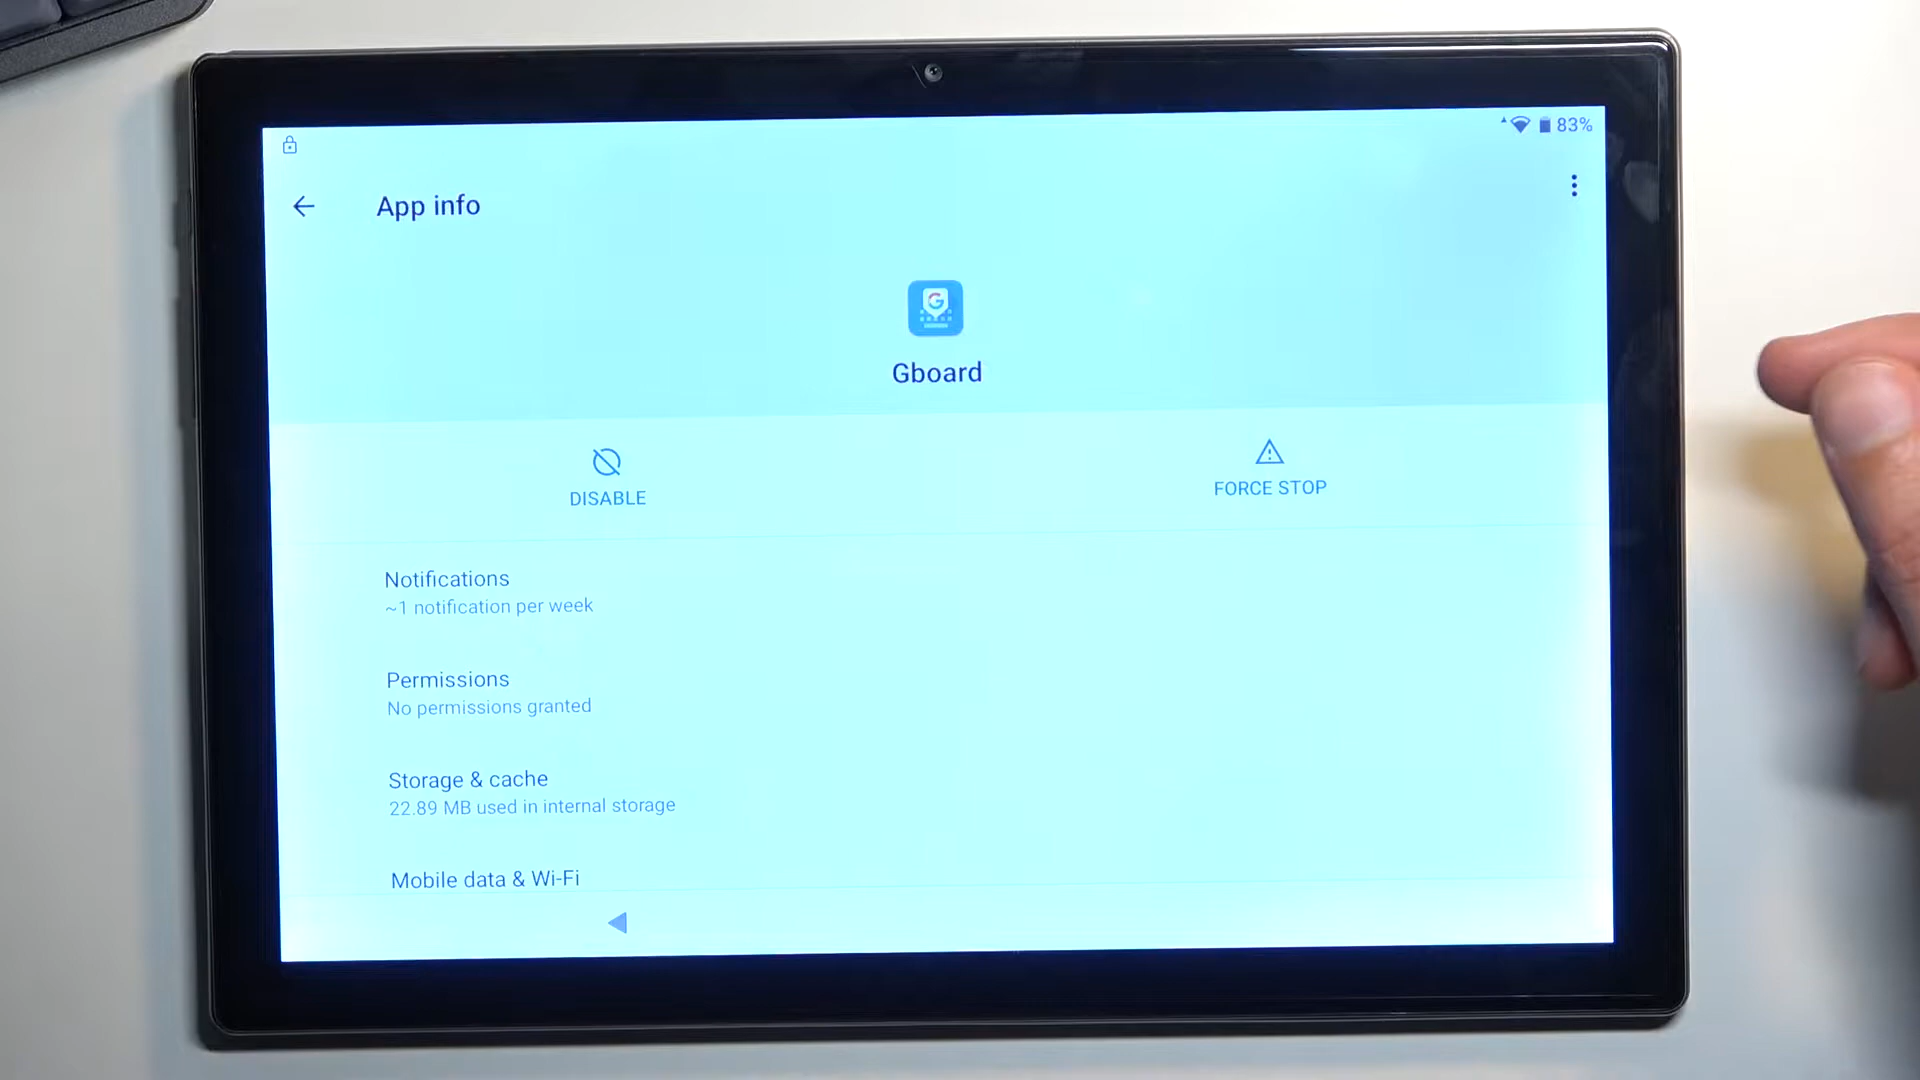 83%
App info
G
Gboard
DISABLE
FORCE STOP
Notifications
~1 notification per week
Permissions
No permissions granted
Storage & cache
22.89 MB used in internal storage
Mobile data & Wi-Fi